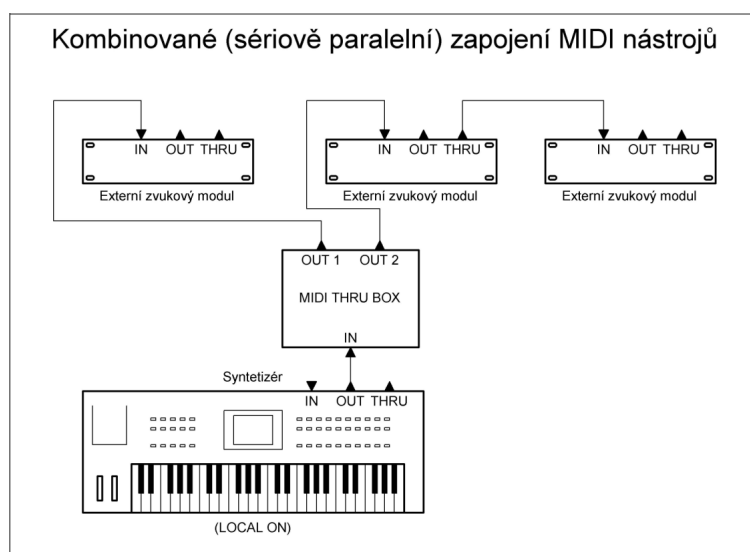 Kombinované (sériově paralelní) zapojení MIDI nástrojů
IN OUT THRU
IN OUT THRU
IN OUT THRU
Externí zvukový modul
Externí zvukový modul
Externí zvukový modul
OUT 1 OUT 2
MIDI THRU BOX
IN
Syntetizér
IN OUT THRU
(LOCAL ON)